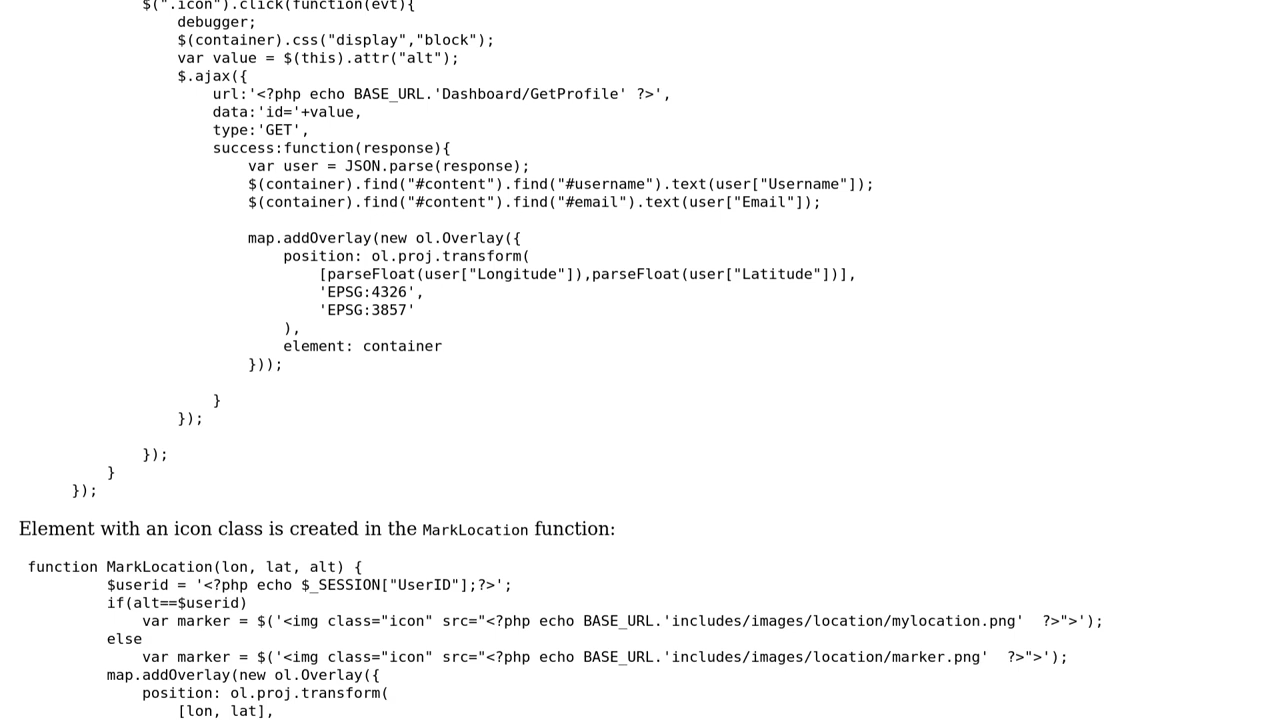 $(".icon").click(function(evt){
debugger;
$(container).css("display","block");
var value = $(this).attr("alt");
$.ajax({
url:'<?php echo BASE_URL.'Dashboard/GetProfile' ?>',
data:'id='+value,
type:'GET',
success:function(response){
var user = JSON.parse(response);
$(container).find("#content").find("#username").text(user["Username"]);
$(container).find("#content").find("#email").text(user["Email"]);
map.addOverlay(new ol.Overlay({
position: ol.proj.transform(
[parseFloat(user["Longitude"]),parseFloat(user["Latitude"])],
'EPSG:4326',
'EPSG:3857'
),
element: container
}));
}
});
});
}
});
Element with an icon class is created in the MarkLocation function:
function MarkLocation(lon, lat, alt) {
$userid = '<?php echo $_SESSION["UserID"];?>';
if(alt==$userid)
var marker = $('<img class="icon" src="<?php echo BASE_URL.'includes/images/location/mylocation.png'  ?>">');
else
var marker = $('<img class="icon" src="<?php echo BASE_URL.'includes/images/location/marker.png'  ?>">');
map.addOverlay(new ol.Overlay({
position: ol.proj.transform(
[lon, lat],